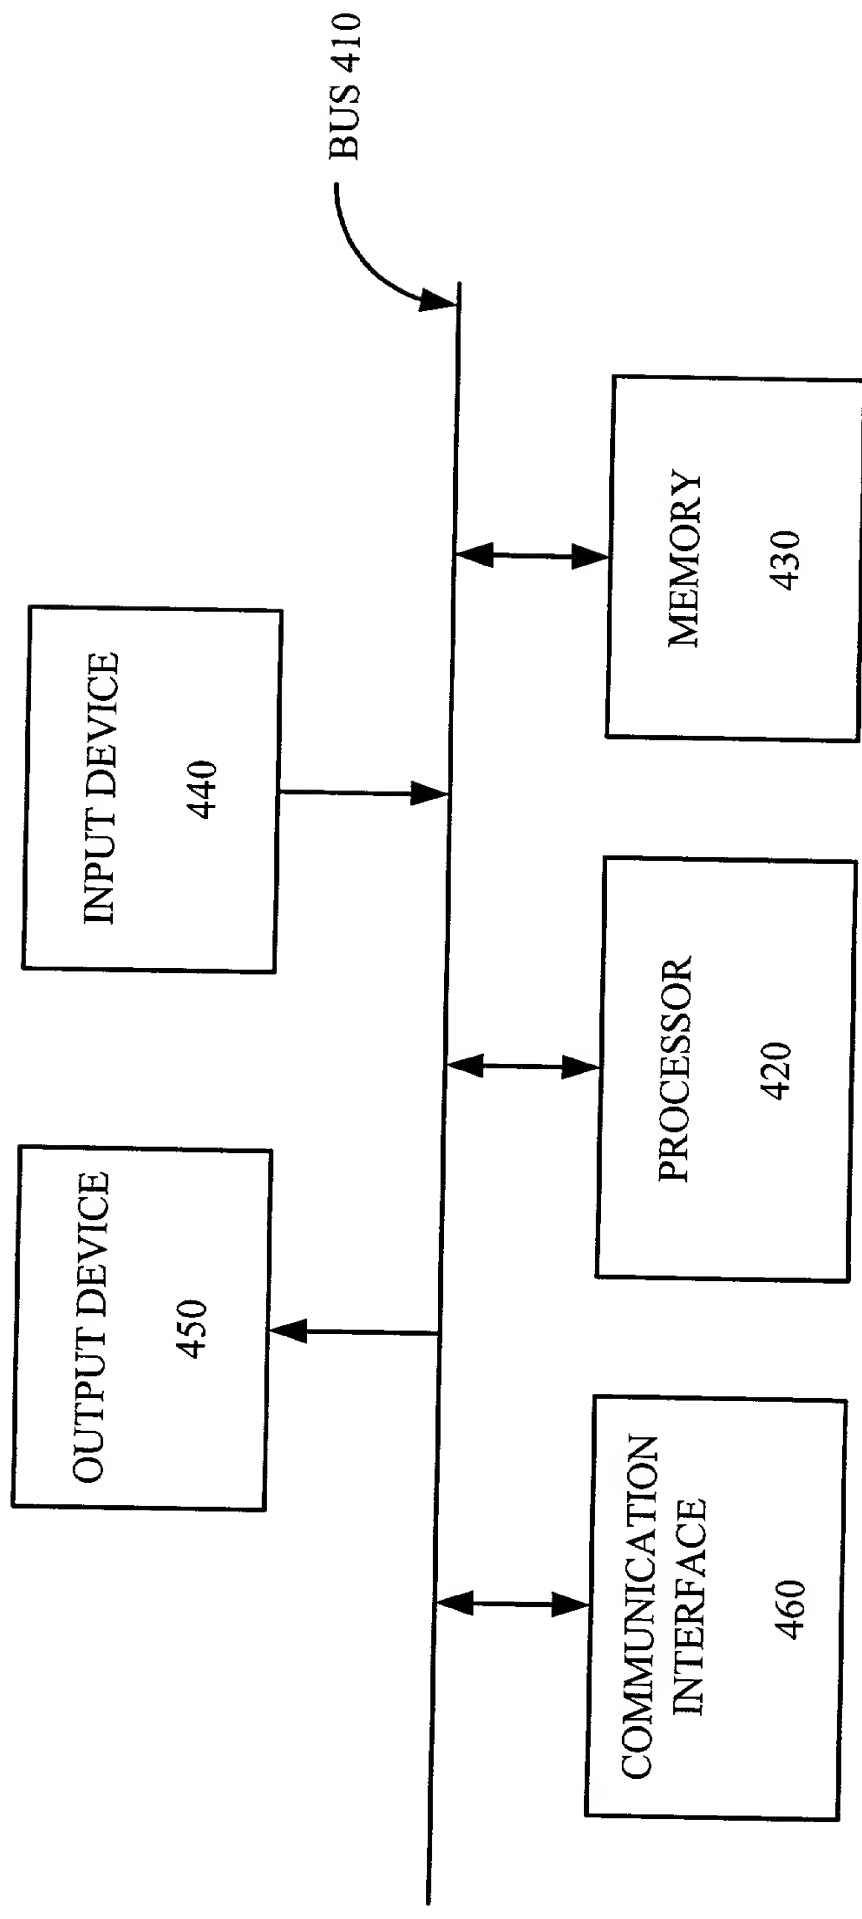 OUTPUT DEVICE
450
INPUT DEVICE
440
BUS 410
COMMUNICATION
INTERFACE
460
PROCESSOR
420
MEMORY
430